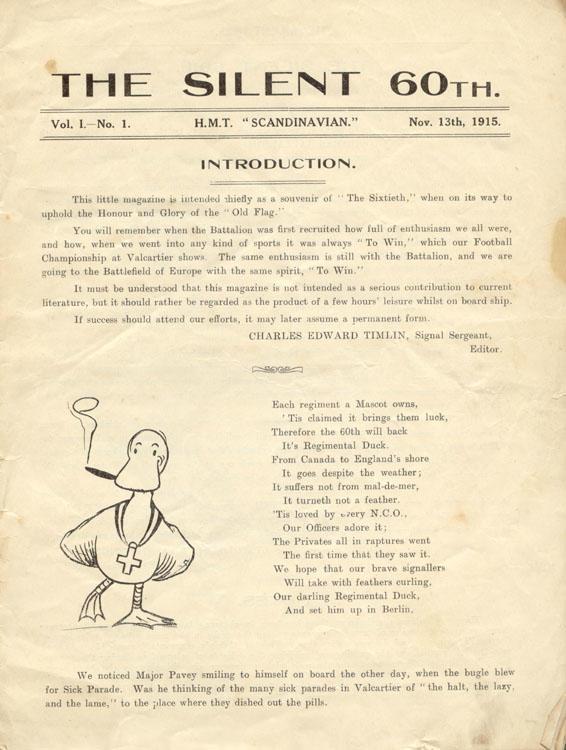 THE SILENT 60TH.
Vol. I.—No. 1. H.M.T. "SCANDINAVIAN." Nov. 13th, 1915.
INTRODUCTION.
This little magazine is intended chiefly as a souvenir of "The Sixtieth," when on its way to
uphold the Honour and Glory of the "Old Flag."
You will remember when the Battalion was first recruited how full of enthusiasm we all were,
and how, when we went into any kind of sports it was always "To Win," which our Football
Championship at Valcartier shows. The same enthusiasm is still with the Battalion, and we are
going to the Battlefield of Europe with the same spirit, "To Win."
It must be understood that this magazine is not intended as a serious contribution to current
literature, but it should rather be regarded as the product of a few hours' leisure whilst on board ship.
If success should attend our efforts, it may later assume a permanent form.
CHARLES EDWARD TIMLIN, Signal Sergeant,
Editor.
Each regiment a Mascot owns,
'Tis claimed it brings them luck,
Therefore the 60th will back
It's Regimental Duck.
From Canada to England's shore
It goes despite the weather;
It suffers not from mal-de-mer,
It turneth not a feather.
'Tis loved by every N.C.O.,
Our Officers adore it;
The Privates all in raptures went
The first time that they saw it.
We hope that our brave signallers
Will take with feathers curling,
Our darling Regimental Duck,
And set him up in Berlin.
We noticed Major Pavey smiling to himself on board the other day, when the bugle blew
for Sick Parade. Was he thinking of the many sick parades in Valcartier of "the halt, the lazy,
and the lame," to the place where they dished out the pills.